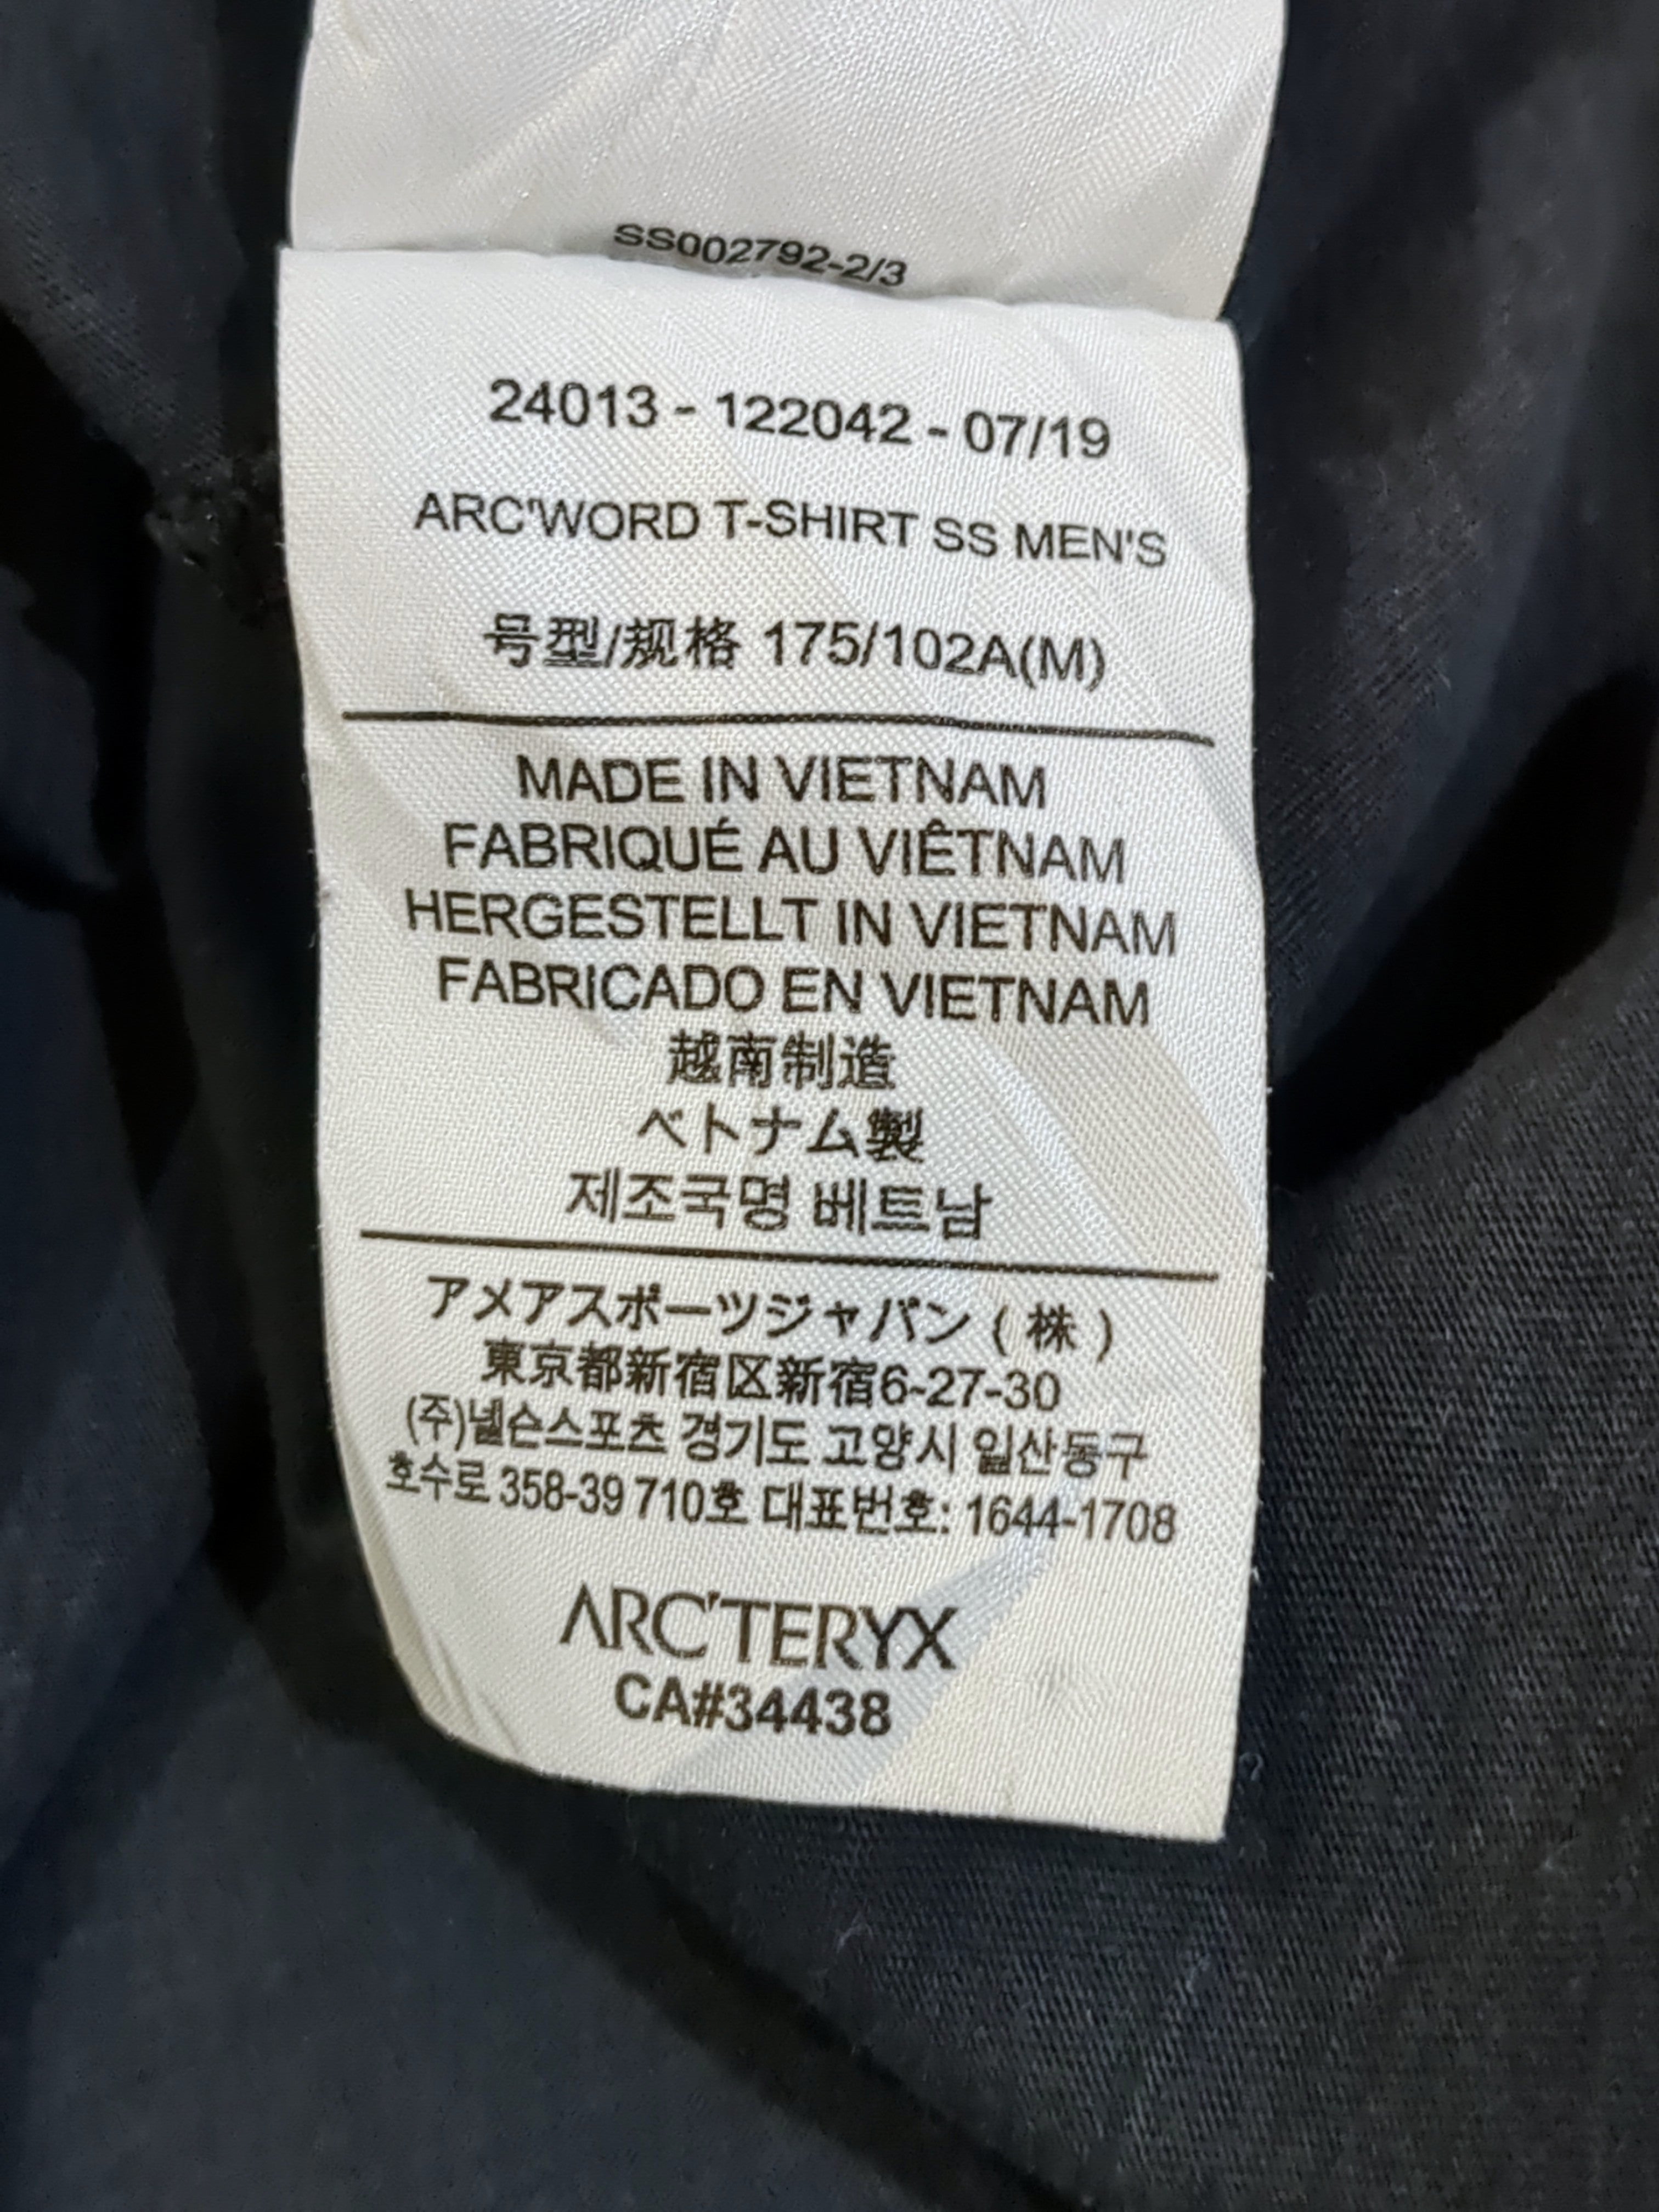 SS002792-2/3
24013 - 122042 - 07/19
ARC'WORD T-SHIRT SS MEN'S
号型/规格 175/102A(M)
MADE IN VIETNAM
FABRIQUÉ AU VIÊTNAM
HERGESTELLT IN VIETNAM
FABRICADO EN VIETNAM
越南制造
ベトナム製
제조국명 베트남
アメアスポーツジャパン ( 株 )
東京都新宿区新宿6-27-30
(주)넬슨스포츠 경기도 고양시 일산동구
호수로 358-39 710호 대표번호: 1644-1708
ARC'TERYX
CA#34438